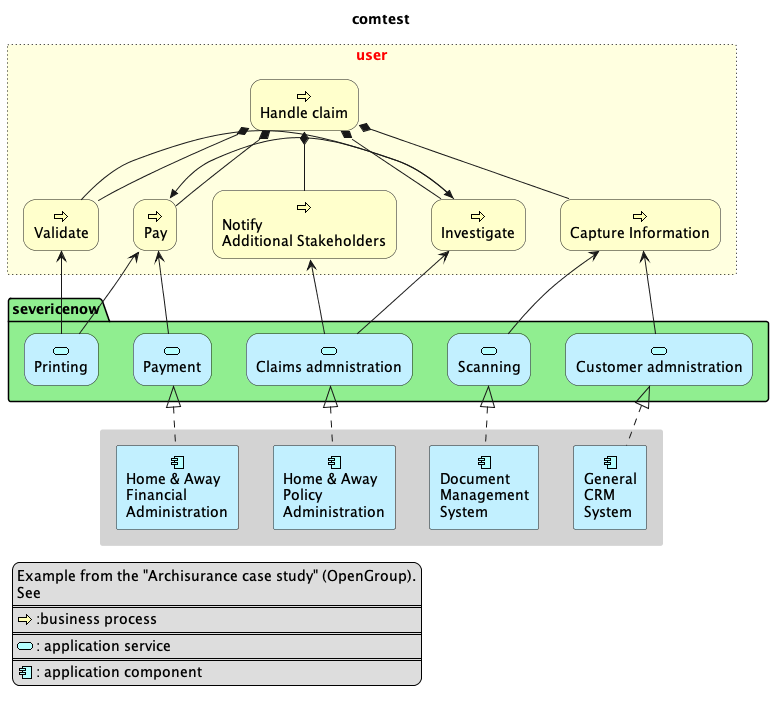 comtest
user
Handle claim
Validate
Pay
Notify
Additional Stakeholders
Investigate
Capture Information
severicenow
Printing
Payment
Claims admnistration
Scanning
Customer admnistration
Home & Away
Financial
Administration
Home & Away
Policy
Administration
Document
Management
System
General
CRM
System
Example from the "Archisurance case study" (OpenGroup).
See
:business process
: application service
: application component